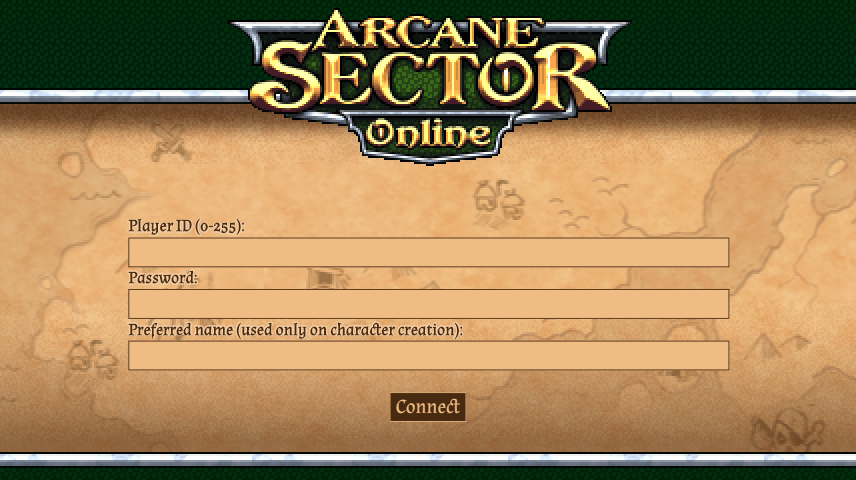 ARCANE
SECTOR
Online
Player ID (0-255):
Password:
Preferred name (used only on character creation):
Connect